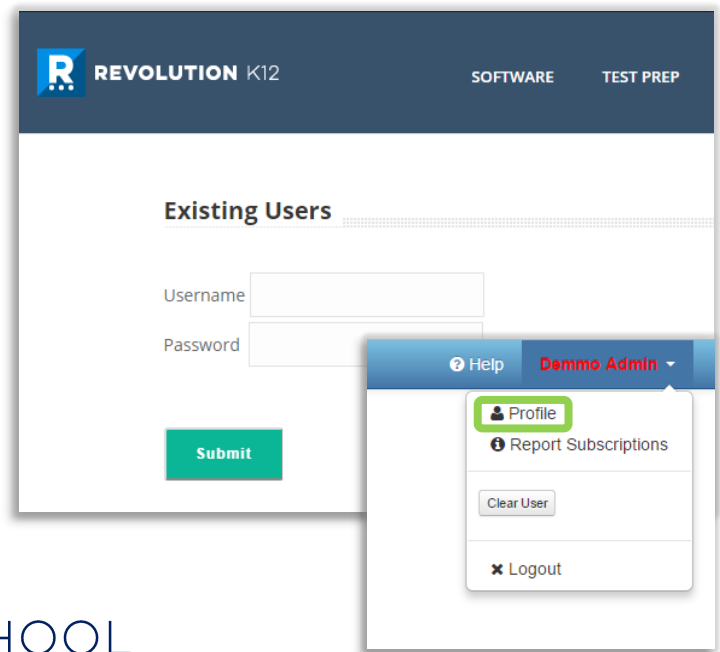 R REVOLUTION K12 SOFTWARE TEST PREP
Existing Users
Username
Password
Submit
Help Demmo Admin
Profile
Report Subscriptions
Clear User
Logout
HOOL